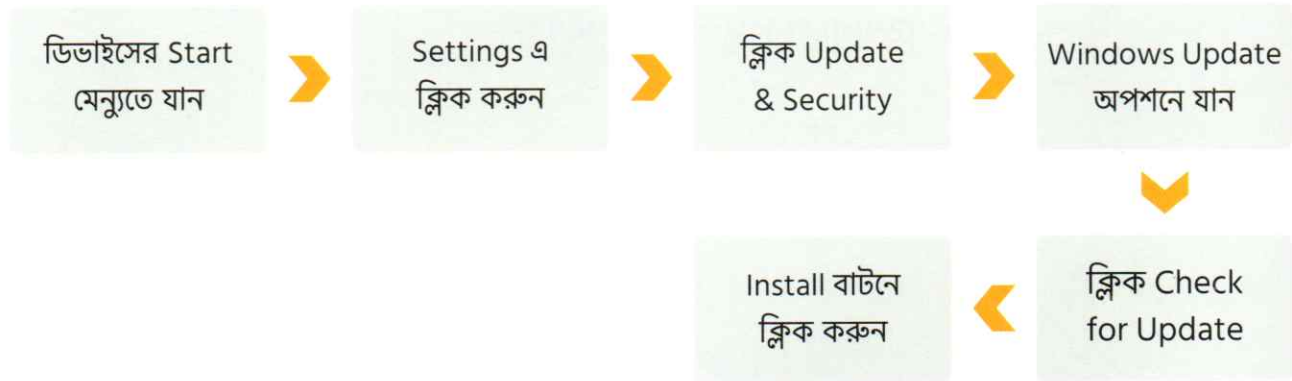 ডিভাইসের Start
মেন্যুতে যান
Settings এ
ক্লিক করুন
ক্লিক Update
& Security
Windows Update
অপশনে যান
ক্লিক Check
for Update
Install বাটনে
ক্লিক করুন